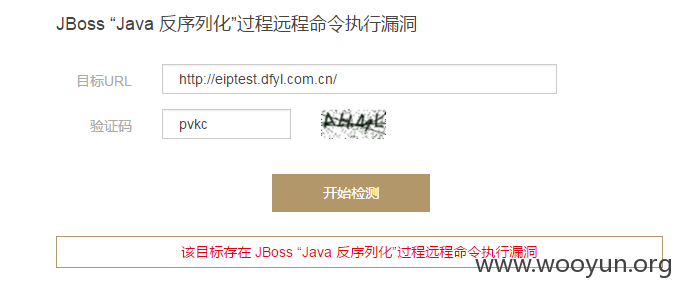 JBoss “Java 反序列化”过程远程命令执行漏洞
目标URL http://eiptest.dfyl.com.cn/
验证码 pvkc
开始检测
该目标存在 JBoss “Java 反序列化”过程远程命令执行漏洞
www.wooyun.org